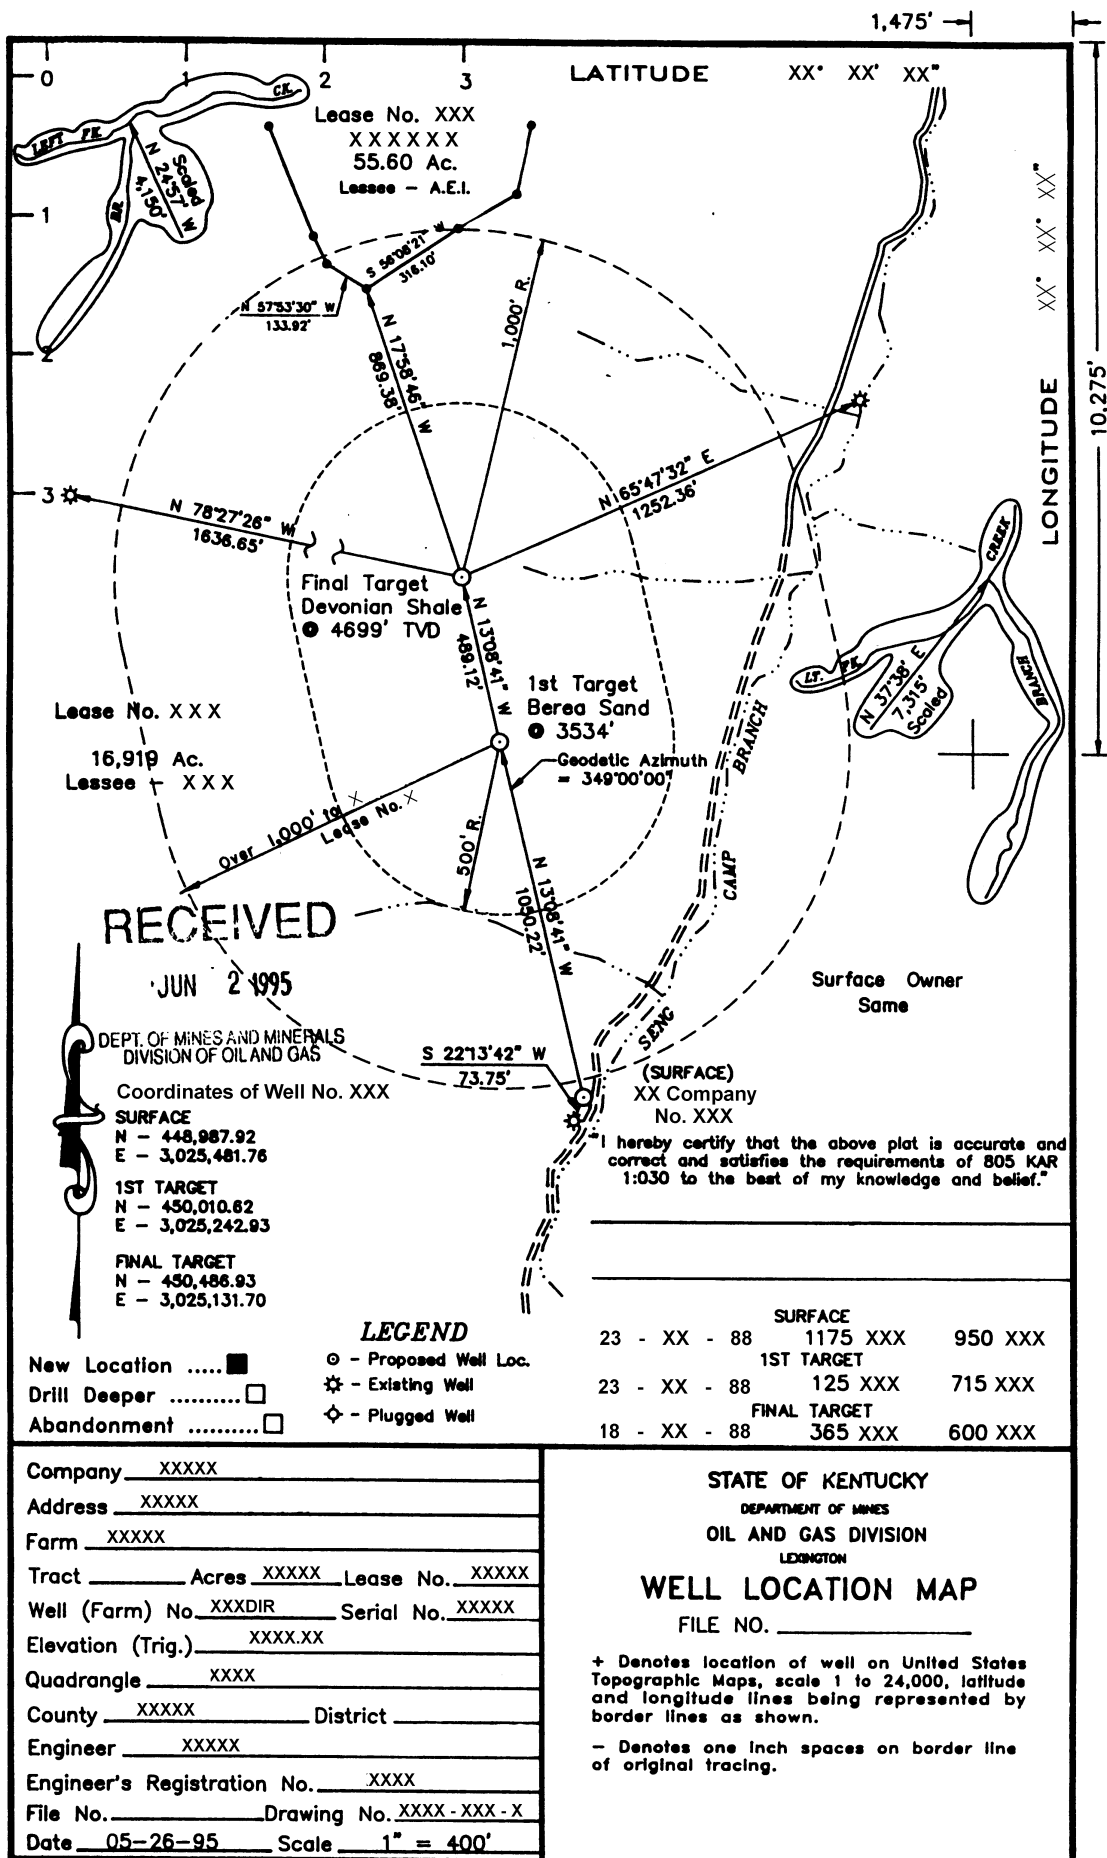 1,475'
0 1 2 3 LATITUDE XX° XX' XX"
CK.
LEFT FK.
BR.
N 24°57' W
4,150'
Scaled
Lease No. XXX
XXXXXX
55.60 Ac.
Lessee - A.E.I.
XX° XX' XX"
LONGITUDE
10,275'
1
2
3
S 56°08'21" W
316.10'
N 57°53'30" W
133.92'
1,000' R.
N 17°58'46" W
869.38'
N 65°47'32" E
1252.36'
N 78°27'26" W
1636.65'
Final Target
Devonian Shale
@ 4699' TVD
N 13°08'41" W
489.12'
1st Target
Berea Sand
@ 3534'
Geodetic Azimuth
= 349°00'00"
CREEK
LT. FK.
BRANCH
N 37°38' E
7,315'
Scaled
Lease No. XXX
16,919 Ac.
Lessee - XXX
Over 1,000' to X X
Lease No.
500' R.
N 13°08'41" W
1050.22'
BRANCH
CAMP
SENG
RECEIVED
JUN 2 1995
DEPT. OF MINES AND MINERALS
DIVISION OF OIL AND GAS
Surface Owner
Same
S 22°13'42" W
73.75'
(SURFACE)
XX Company
No. XXX
Coordinates of Well No. XXX
SURFACE
N - 448,987.92
E - 3,025,481.76
1ST TARGET
N - 450,010.62
E - 3,025,242.93
FINAL TARGET
N - 450,486.93
E - 3,025,131.70
"I hereby certify that the above plat is accurate and
correct and satisfies the requirements of 805 KAR
1:030 to the best of my knowledge and belief."
LEGEND
⊙ - Proposed Well Loc.
- Existing Well
- Plugged Well
New Location ..... ■
Drill Deeper .......... □
Abandonment .......... □
SURFACE
23 - XX - 88 1175 XXX 950 XXX
1ST TARGET
23 - XX - 88 125 XXX 715 XXX
FINAL TARGET
18 - XX - 88 365 XXX 600 XXX
Company XXXXX
Address XXXXX
Farm XXXXX
Tract Acres XXXXX Lease No. XXXXX
Well (Farm) No. XXXDIR Serial No. XXXXX
Elevation (Trig.) XXXX.XX
Quadrangle XXXX
County XXXXX District
Engineer XXXXX
Engineer's Registration No. XXXX
File No. Drawing No. XXXX-XXX-X
Date 05-26-95 Scale 1" = 400'
STATE OF KENTUCKY
DEPARTMENT OF MINES
OIL AND GAS DIVISION
LEXINGTON
WELL LOCATION MAP
FILE NO.
+ Denotes location of well on United States
Topographic Maps, scale 1 to 24,000, latitude
and longitude lines being represented by
border lines as shown.
- Denotes one inch spaces on border line
of original tracing.